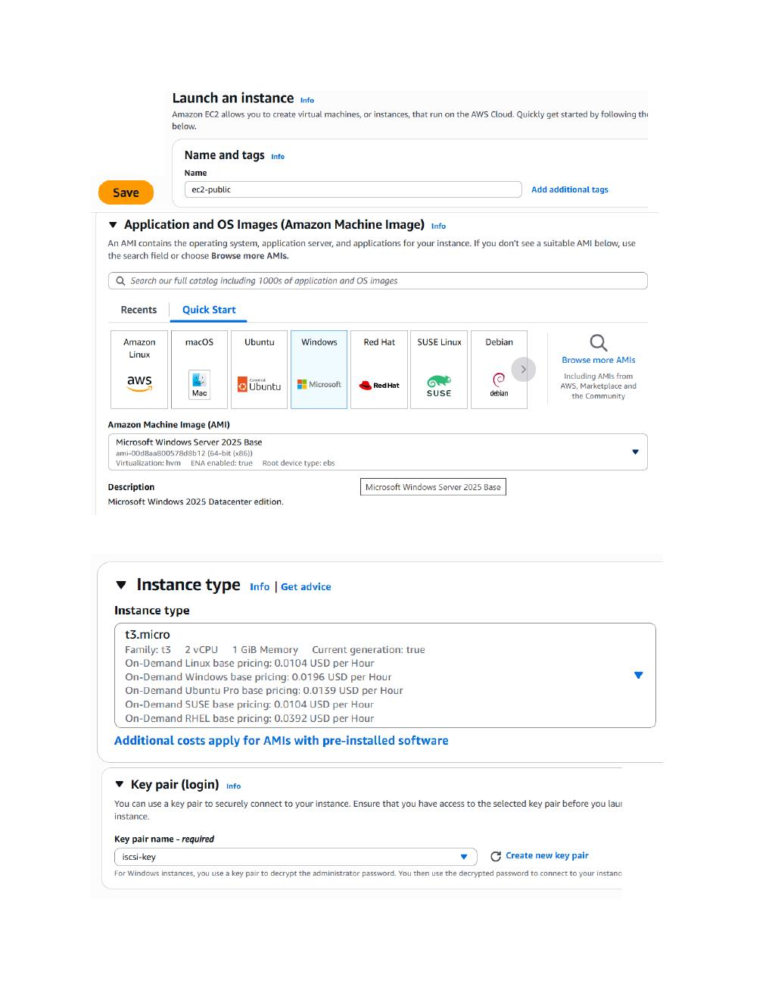 Launch an instance Info
Amazon EC2 allows you to create virtual machines, or instances, that run on the AWS Cloud. Quickly get started by following the
below.
Name and tags Info
Name
ec2-public
Add additional tags
Save
Application and OS Images (Amazon Machine Image) Info
An AMI contains the operating system, application server, and applications for your instance. If you don't see a suitable AMI below, use
the search field or choose Browse more AMIs.
Search our full catalog including 1000s of application and OS images
Recents
Quick Start
Amazon
Linux
aws
macOS
Mac
Ubuntu
Canonical
Ubuntu
Windows
Microsoft
Red Hat
Red Hat
SUSE Linux
SUSE
Debian
debian
Browse more AMIs
Including AMIs from
AWS, Marketplace and
the Community
Amazon Machine Image (AMI)
Microsoft Windows Server 2025 Base
ami-00d8aa800578d8b12 (64-bit (x86))
Virtualization: hvm ENA enabled: true Root device type: ebs
Description
Microsoft Windows Server 2025 Base
Microsoft Windows 2025 Datacenter edition.
Instance type Info | Get advice
Instance type
t3.micro
Family: t3 2 vCPU 1 GiB Memory Current generation: true
On-Demand Linux base pricing: 0.0104 USD per Hour
On-Demand Windows base pricing: 0.0196 USD per Hour
On-Demand Ubuntu Pro base pricing: 0.0139 USD per Hour
On-Demand SUSE base pricing: 0.0104 USD per Hour
On-Demand RHEL base pricing: 0.0392 USD per Hour
Additional costs apply for AMIs with pre-installed software
Key pair (login) Info
You can use a key pair to securely connect to your instance. Ensure that you have access to the selected key pair before you lau
instance.
Key pair name - required
iscsi-key
Create new key pair
For Windows instances, you use a key pair to decrypt the administrator password. You then use the decrypted password to connect to your instanc